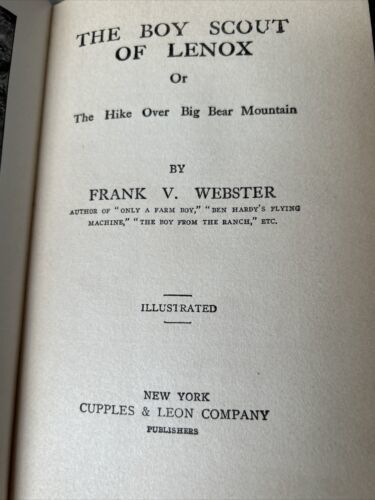 THE BOY SCOUT
OF LENOX
Or
The Hike Over Big Bear Mountain
BY
FRANK V. WEBSTER
AUTHOR OF "ONLY A FARM BOY," "BEN HARDY'S FLYING
MACHINE," "THE BOY FROM THE RANCH," ETC.
ILLUSTRATED
NEW YORK
CUPPLES & LEON COMPANY
PUBLISHERS